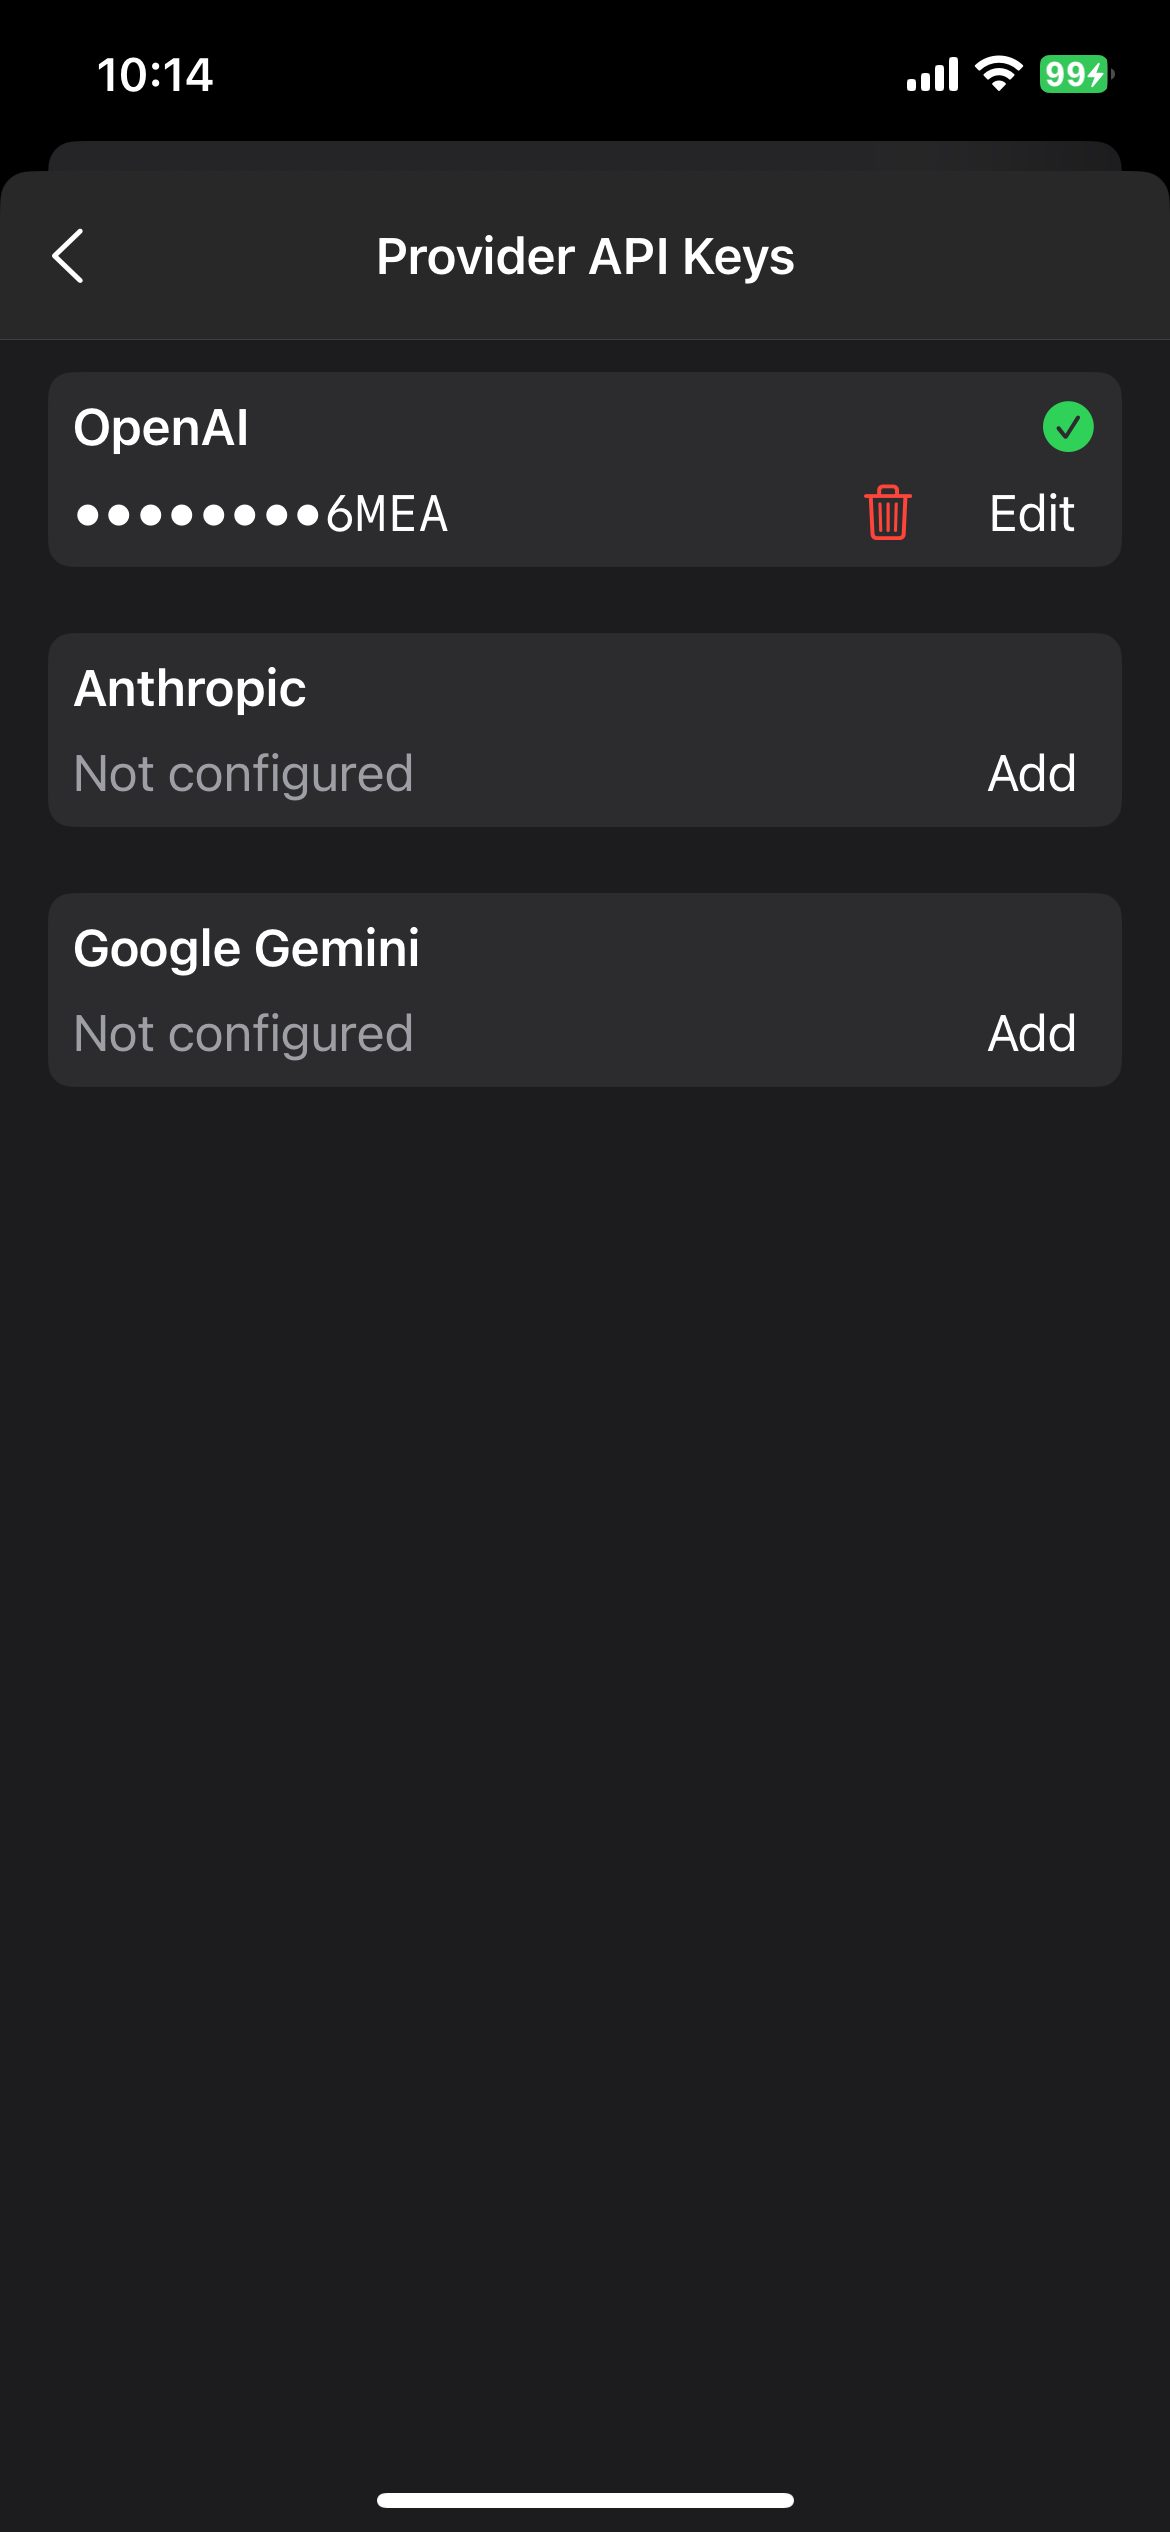 10:14
99
Provider API Keys
OpenAI
••••••••6MEA
Edit
Anthropic
Not configured
Add
Google Gemini
Not configured
Add